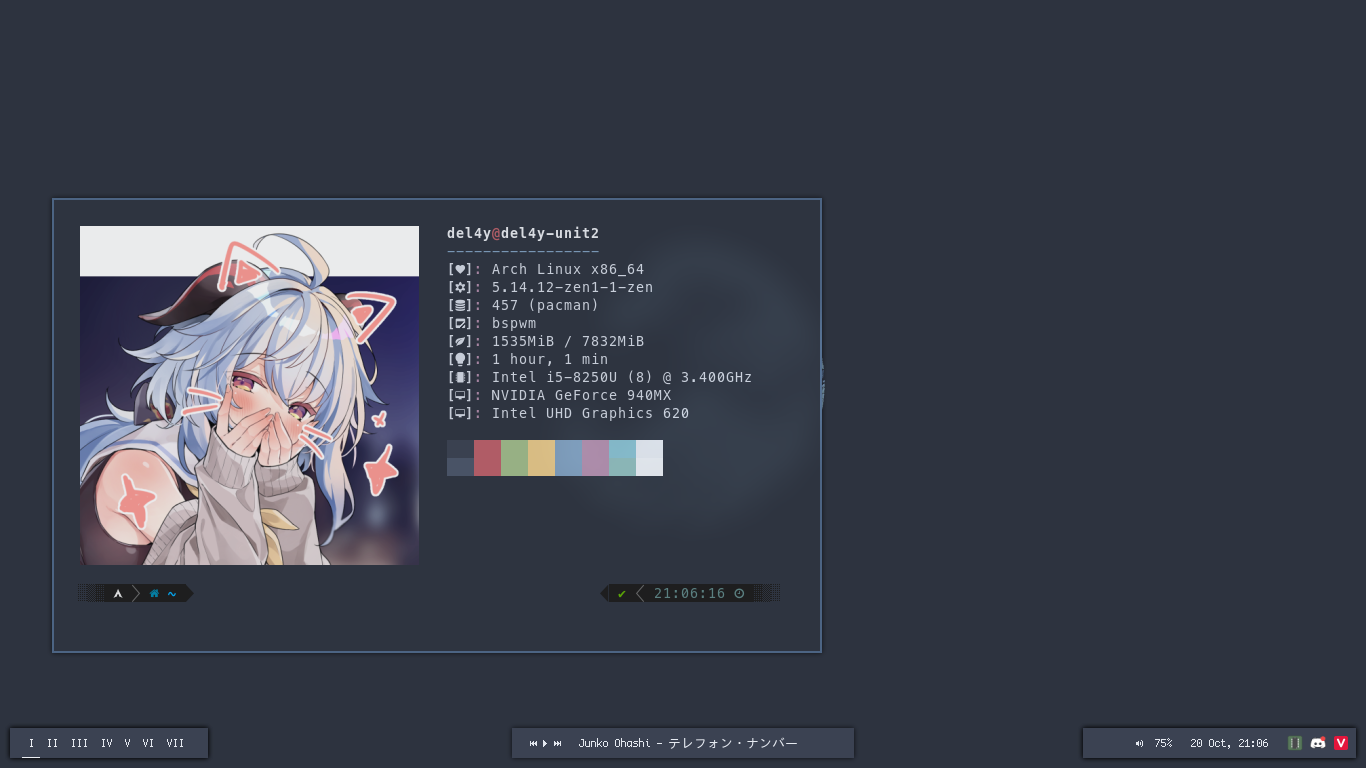 del4y@del4y-unit2
-----------------
[]: Arch Linux x86_64
[]: 5.14.12-zen1-1-zen
[]: 457 (pacman)
[]: bspwm
[]: 1535MiB / 7832MiB
[]: 1 hour, 1 min
[]: Intel i5-8250U (8) @ 3.400GHz
[]: NVIDIA GeForce 940MX
[]: Intel UHD Graphics 620
~ ✔ 21:06:16
I II III IV V VI VII
Junko Ohashi - テレフォン・ナンバー
75% 20 Oct, 21:06